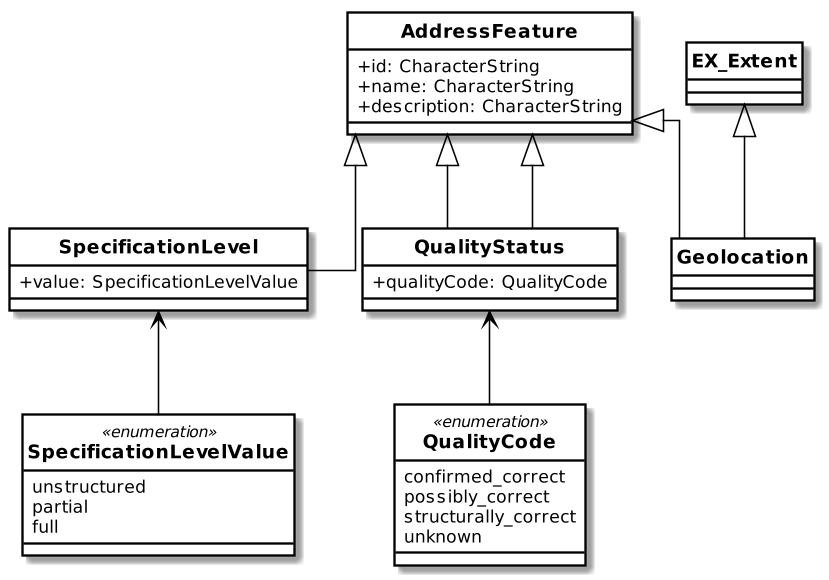 AddressFeature
+id: CharacterString
+name: CharacterString
+description: CharacterString
EX_Extent
SpecificationLevel
+value: SpecificationLevelValue
QualityStatus
+qualityCode: QualityCode
Geolocation
«enumeration»
SpecificationLevelValue
unstructured
partial
full
«enumeration»
QualityCode
confirmed_correct
possibly_correct
structurally_correct
unknown